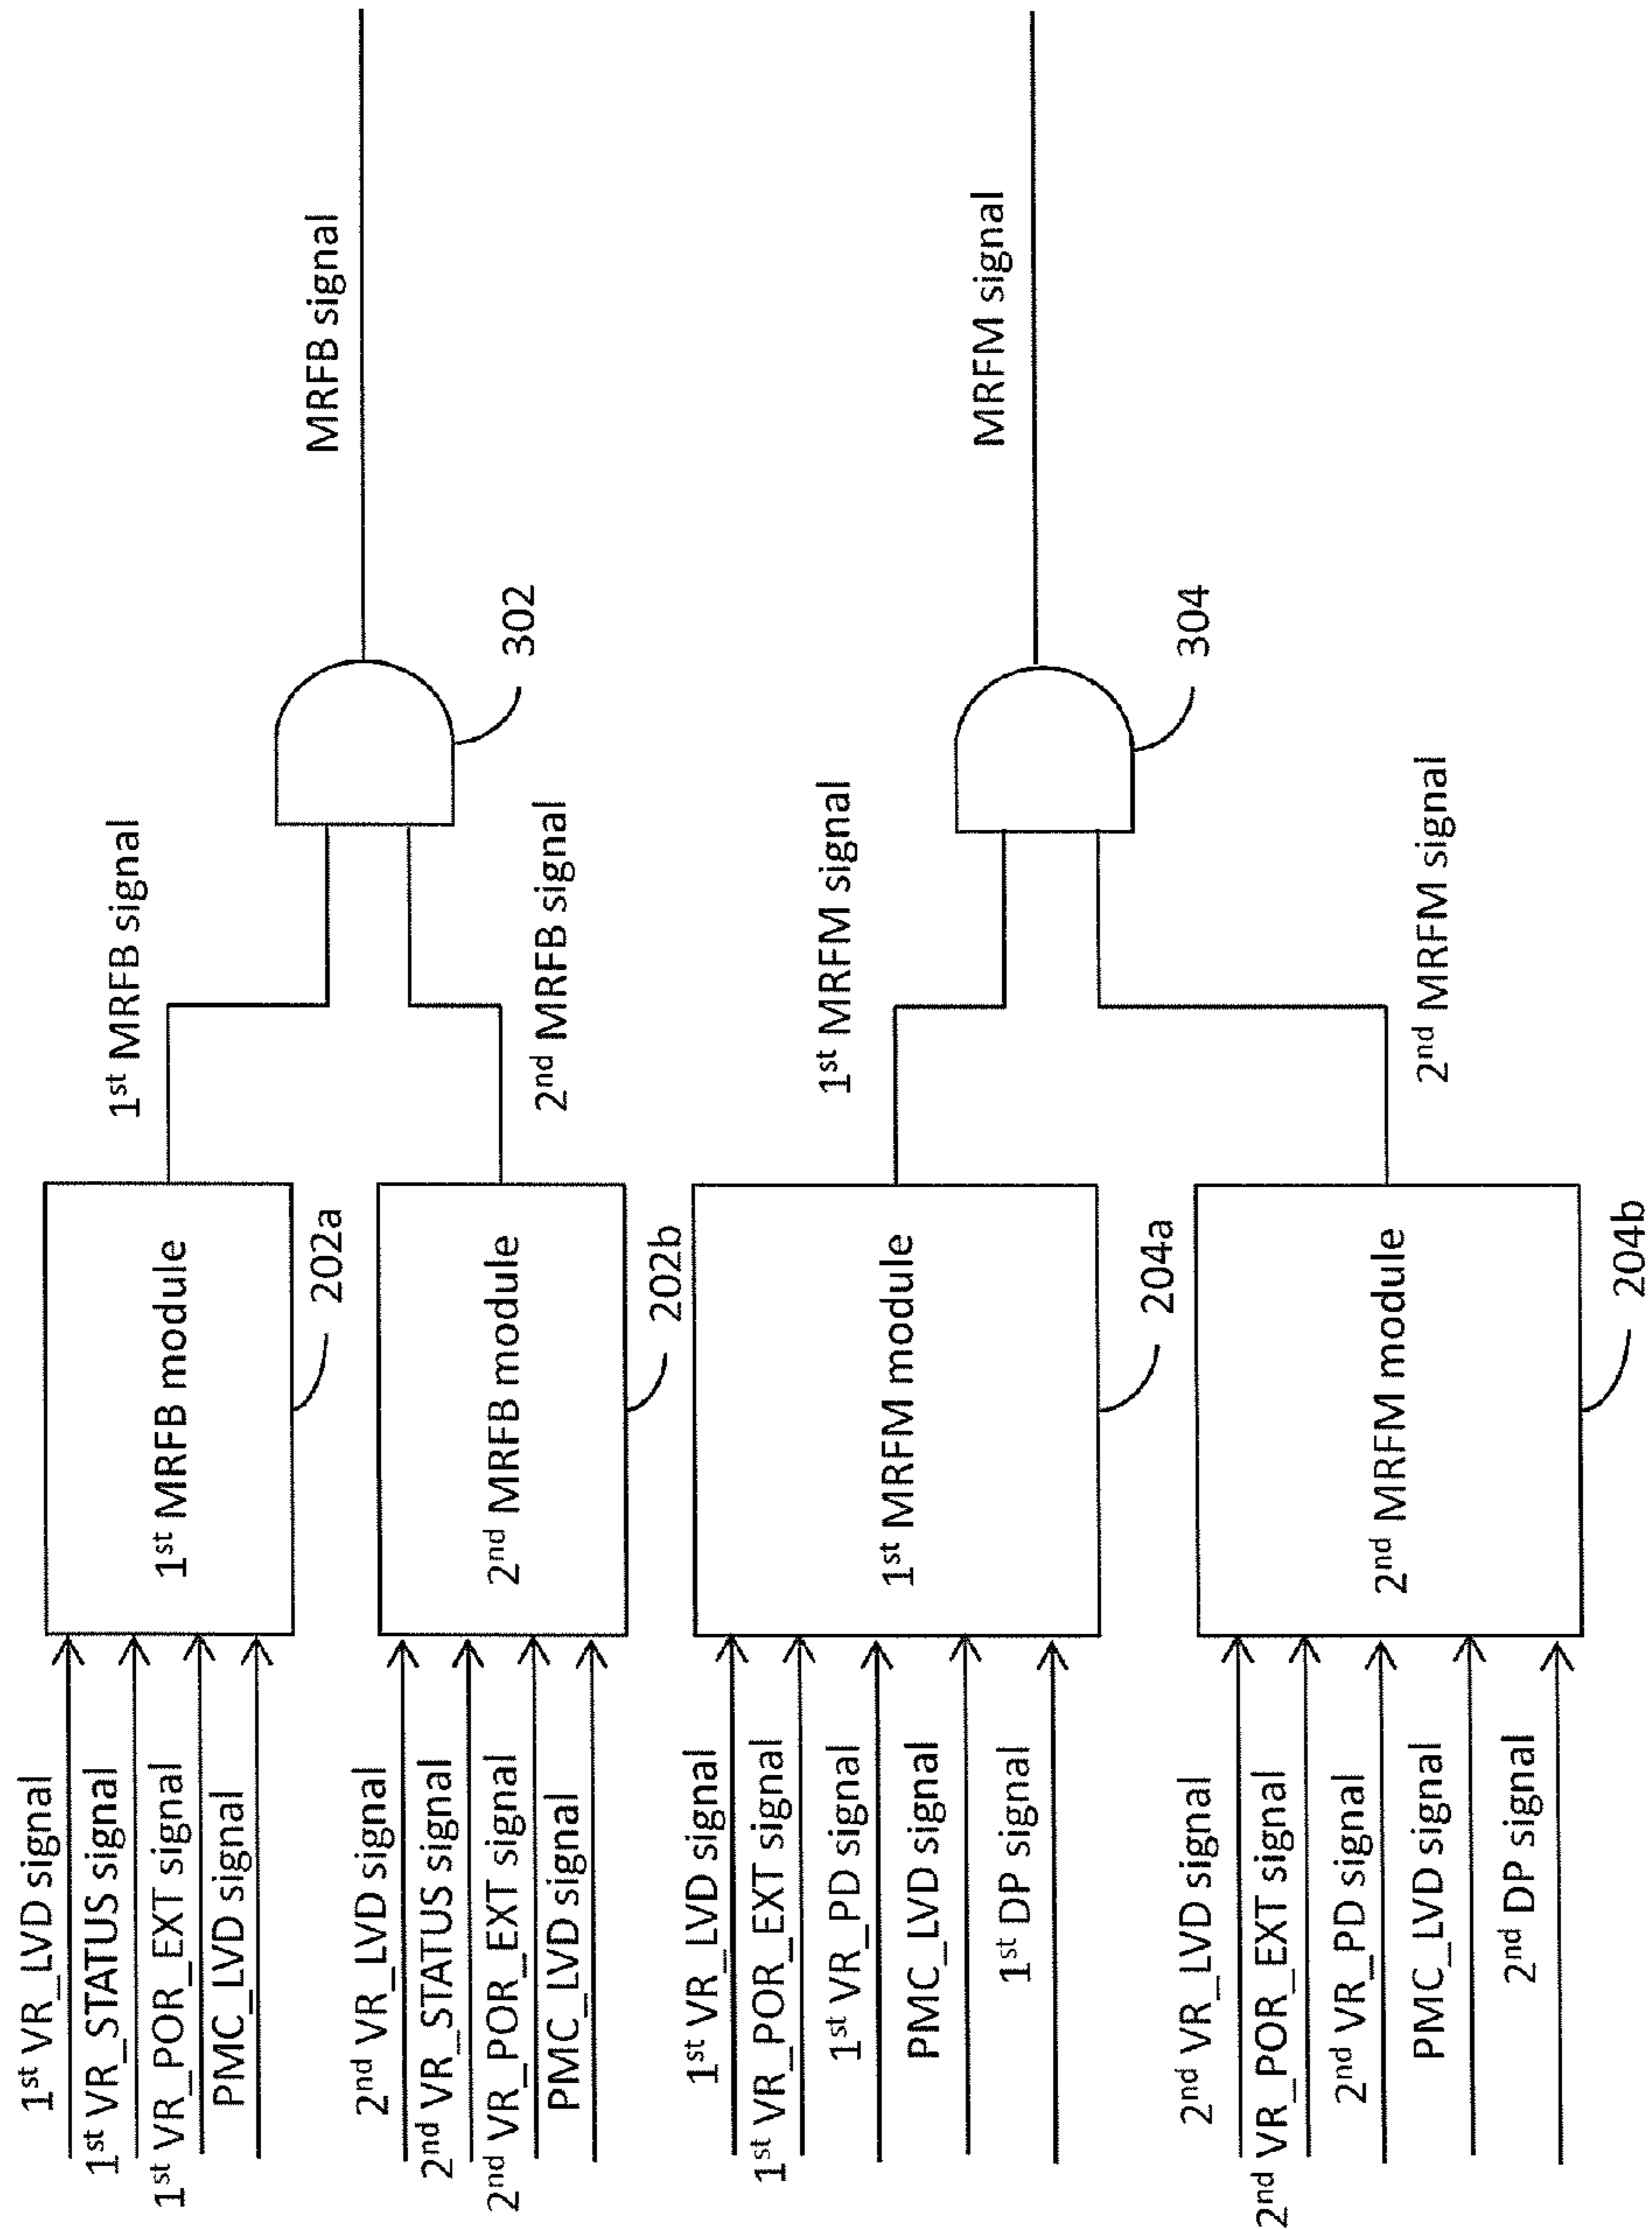 1st VR_LVD signal
1st VR_STATUS signal
1st VR_POR_EXT signal
PMC_LVD signal
1st MRFB module
202a
1st MRFB signal
2nd VR_LVD signal
2nd VR_STATUS signal
2nd VR_POR_EXT signal
PMC_LVD signal
2nd MRFB module
202b
2nd MRFB signal
302
MRFB signal
1st VR_LVD signal
1st VR_POR_EXT signal
1st VR_PD signal
PMC_LVD signal
1st DP signal
1st MRFM module
204a
1st MRFM signal
2nd VR_LVD signal
2nd VR_POR_EXT signal
2nd VR_PD signal
PMC_LVD signal
2nd DP signal
2nd MRFM module
204b
2nd MRFM signal
304
MRFM signal